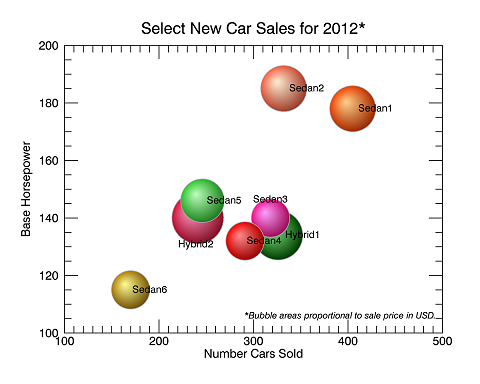 Select New Car Sales for 2012*
200
180
160
140
120
100
Base Horsepower
Sedan2
Sedan1
Sedan5
Sedan3
Hybrid2
Sedan4
Hybrid1
Sedan6
*Bubble areas proportional to sale price in USD.
100
200
300
400
500
Number Cars Sold